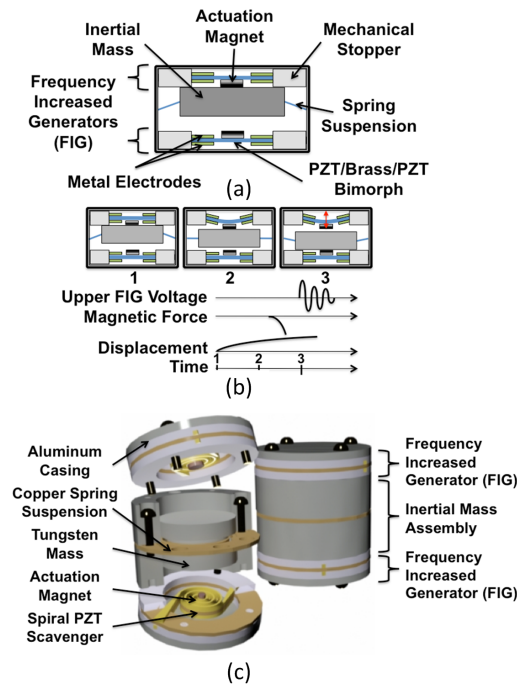 Inertial
Mass
Actuation
Magnet
Mechanical
Stopper
Frequency
Increased
Generators
(FIG)
Spring
Suspension
Metal Electrodes
PZT/Brass/PZT
Bimorph
(a)
1
2
3
Upper FIG Voltage
Magnetic Force
Displacement
Time
1
2
3
(b)
Aluminum
Casing
Copper Spring
Suspension
Tungsten
Mass
Actuation
Magnet
Spiral PZT
Scavenger
Frequency
Increased
Generator (FIG)
Inertial Mass
Assembly
Frequency
Increased
Generator (FIG)
(c)